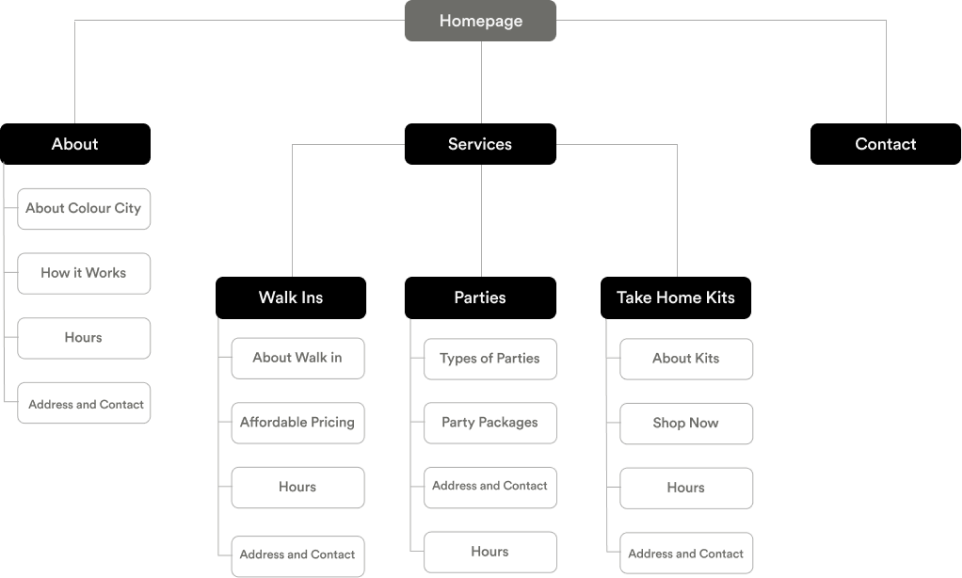 Homepage
About
Services
Contact
About Colour City
How it Works
Hours
Address and Contact
Walk Ins
Parties
Take Home Kits
About Walk in
Affordable Pricing
Hours
Address and Contact
Types of Parties
Party Packages
Address and Contact
Hours
About Kits
Shop Now
Hours
Address and Contact